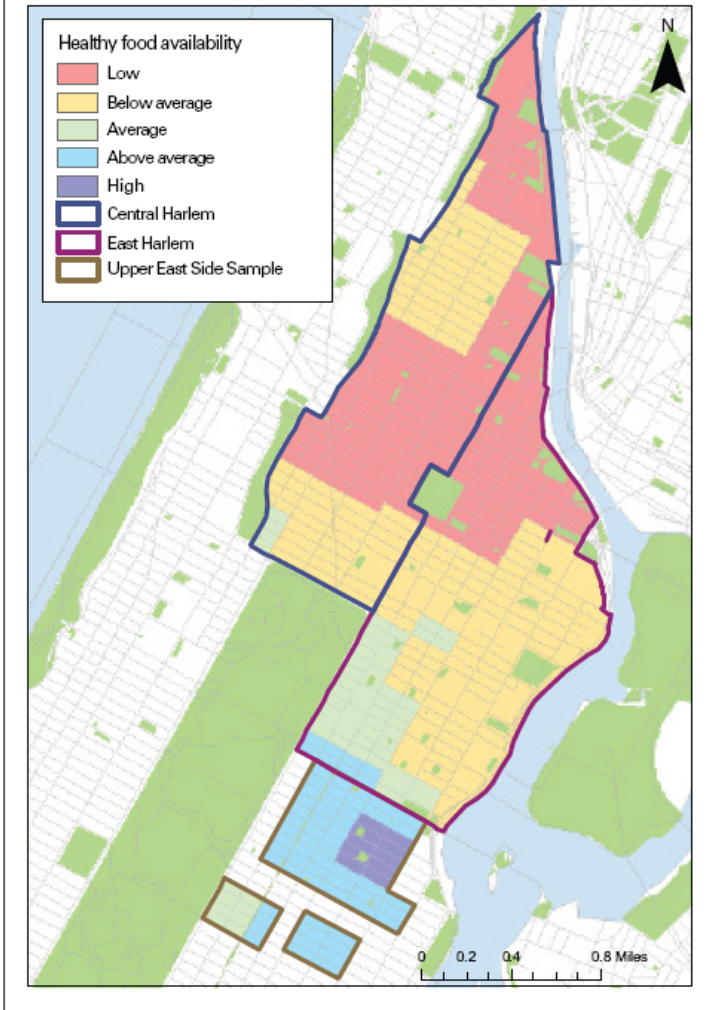 Healthy food availability
Low
Below average
Average
Above average
High
Central Harlem
East Harlem
Upper East Side Sample
N
0 0.2 0.4 0.8 Miles